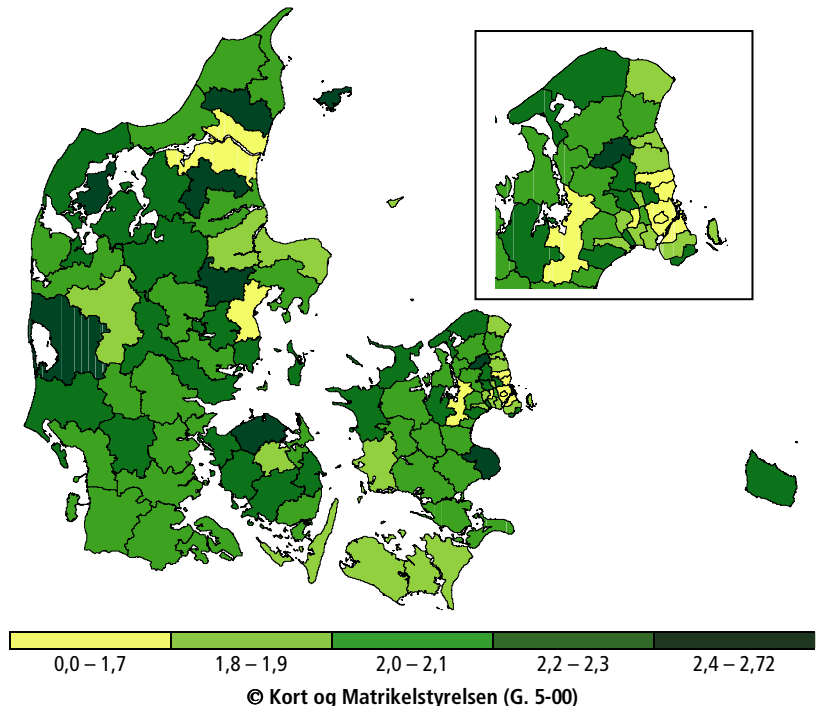 0,0 – 1,7 1,8 – 1,9 2,0 – 2,1 2,2 – 2,3 2,4 – 2,72
© Kort og Matrikelstyrelsen (G. 5-00)